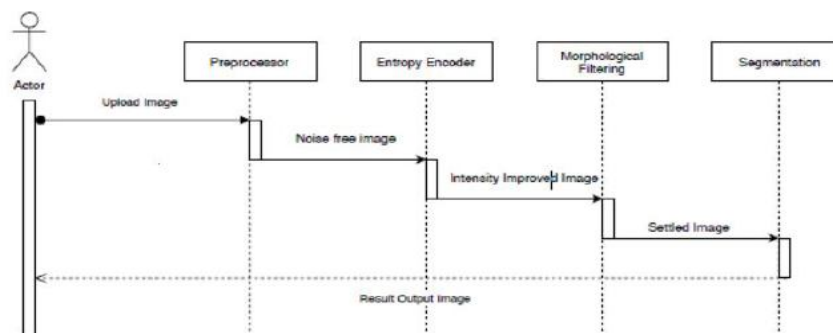 Preprocessor
Entropy Encoder
Morphological
Filtering
Segmentation
Actor
Upload Image
Noise free image
Intensity Improved Image
Settled Image
Result Output Image